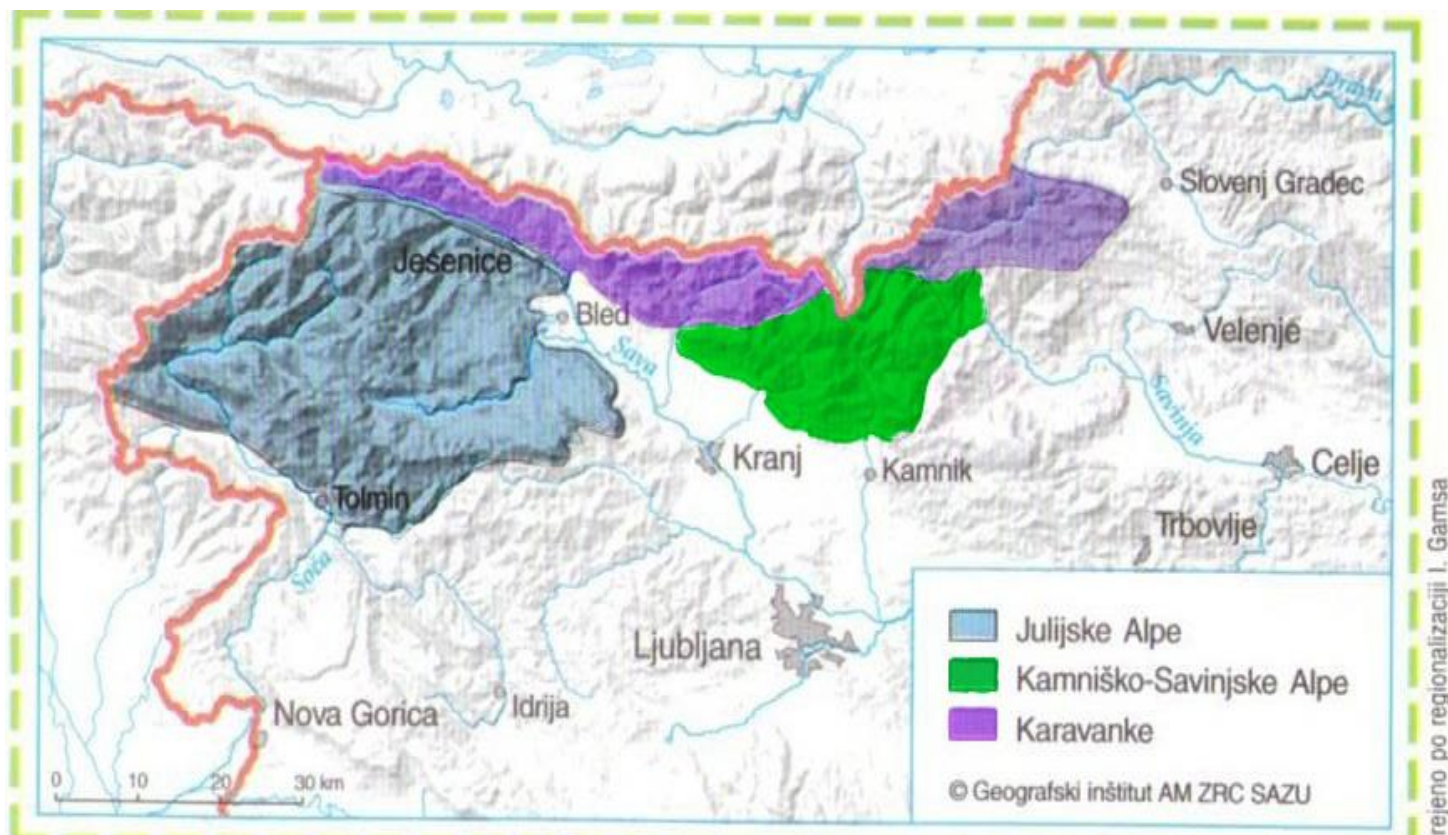 Drava
Slovenj Gradec
Ješenice
Bled
Velenje
Sava
Savinja
Kranj
Kamnik
Celje
Tolmin
Trbovlje
Soča
Ljubljana
Nova Gorica
Idrija
0 10 20 30 km
Julijske Alpe
Kamniško-Savinjske Alpe
Karavanke
© Geografski inštitut AM ZRC SAZU
rejeno po regionalizaciji I. Gamsa